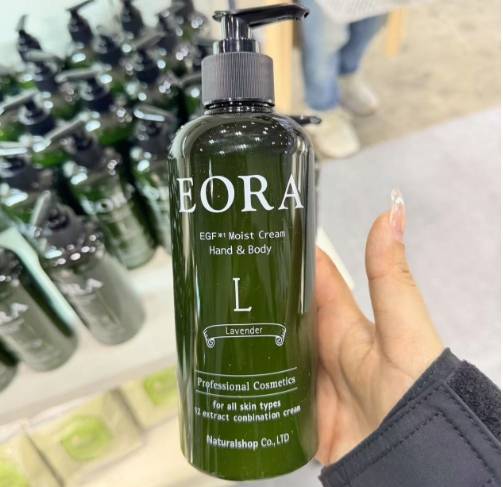 EORA
EGF*¹ Moist Cream
Hand & Body
L
Lavender
Professional Cosmetics
for all skin types
12 extract combination cream
Naturalshop Co.,LTD